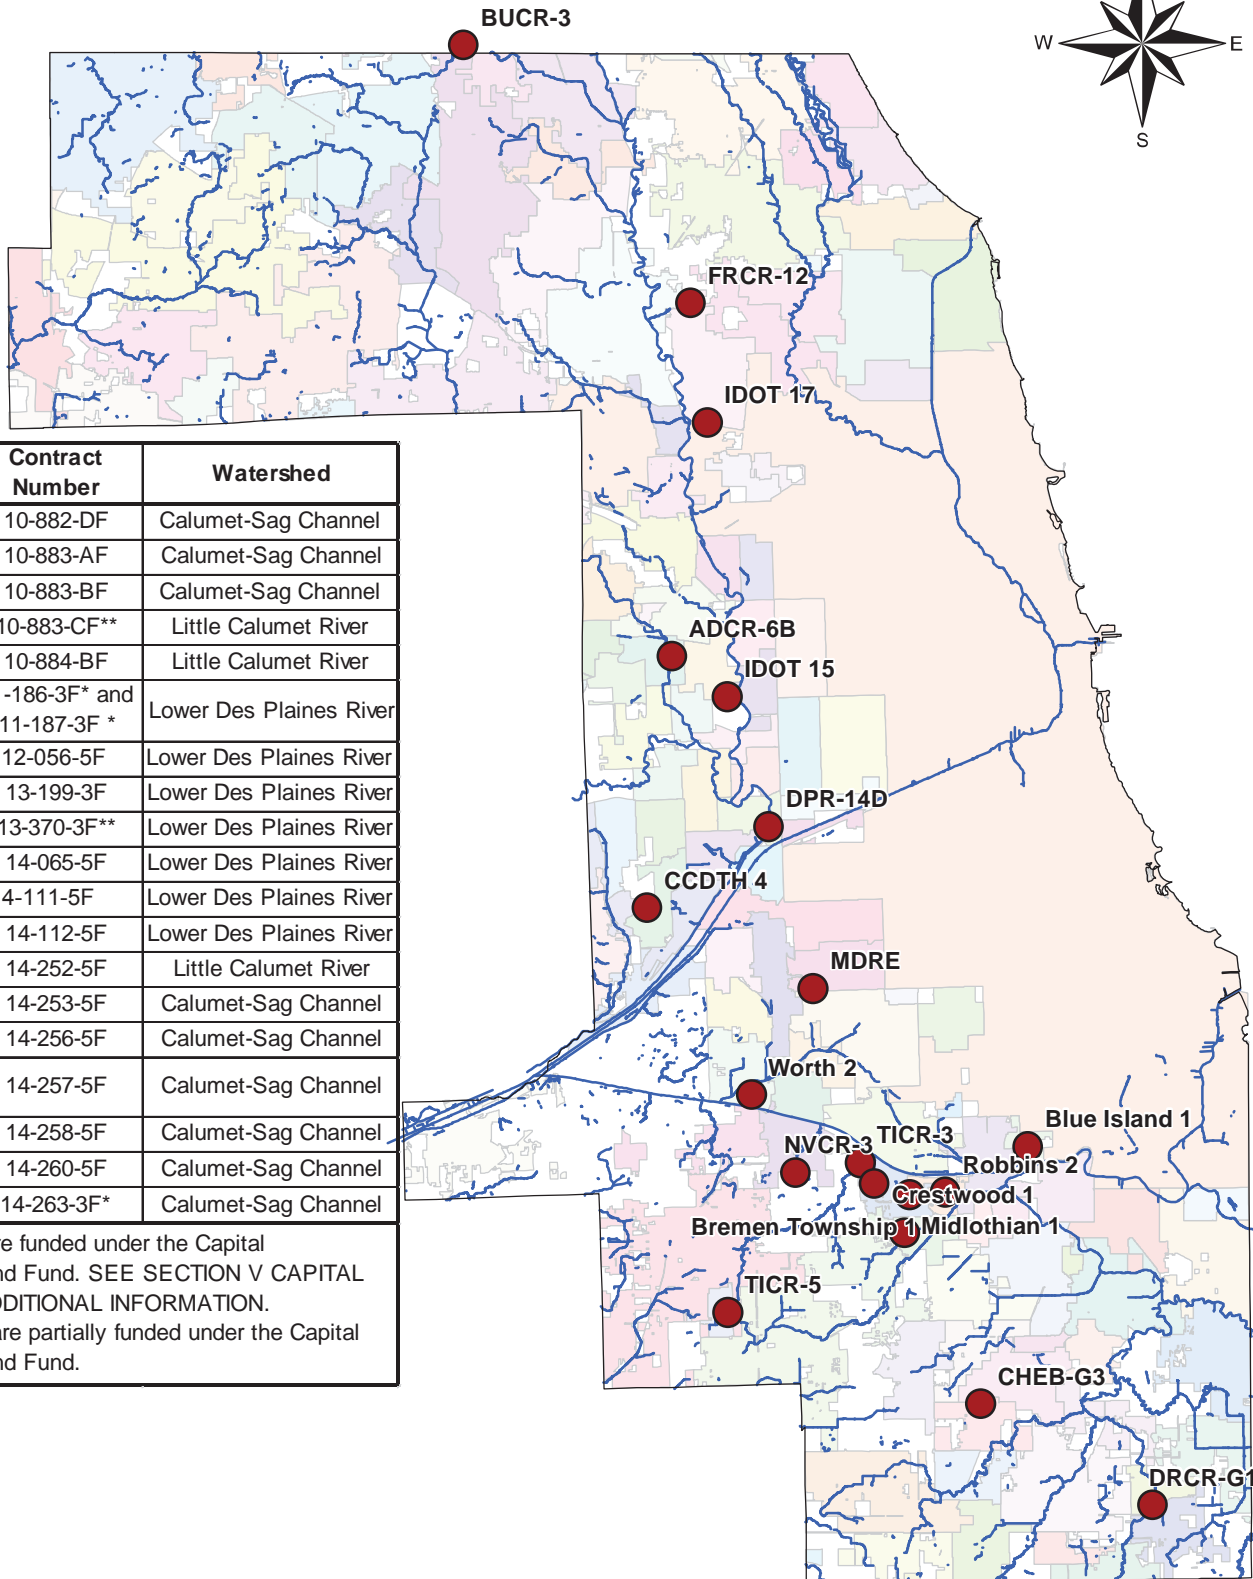 BUCR-3
W
E
S
FRCR-12
IDOT 17
Contract Number
Watershed
10-882-DF Calumet-Sag Channel
10-883-AF Calumet-Sag Channel
10-883-BF Calumet-Sag Channel
10-883-CF** Little Calumet River
10-884-BF Little Calumet River
-186-3F* and
11-187-3F * Lower Des Plaines River
12-056-5F Lower Des Plaines River
13-199-3F Lower Des Plaines River
13-370-3F** Lower Des Plaines River
14-065-5F Lower Des Plaines River
4-111-5F Lower Des Plaines River
14-112-5F Lower Des Plaines River
14-252-5F Little Calumet River
14-253-5F Calumet-Sag Channel
14-256-5F Calumet-Sag Channel
14-257-5F Calumet-Sag Channel
14-258-5F Calumet-Sag Channel
14-260-5F Calumet-Sag Channel
14-263-3F* Calumet-Sag Channel
re funded under the Capital
nd Fund. SEE SECTION V CAPITAL
DDITIONAL INFORMATION.
are partially funded under the Capital
nd Fund.
ADCR-6B
IDOT 15
DPR-14D
CCDTH 4
MDRE
Worth 2
Blue Island 1
NVCR-3
TICR-3
Robbins 2
Crestwood 1
Bremen Township 1
Midlothian 1
TICR-5
CHEB-G3
DRCR-G1